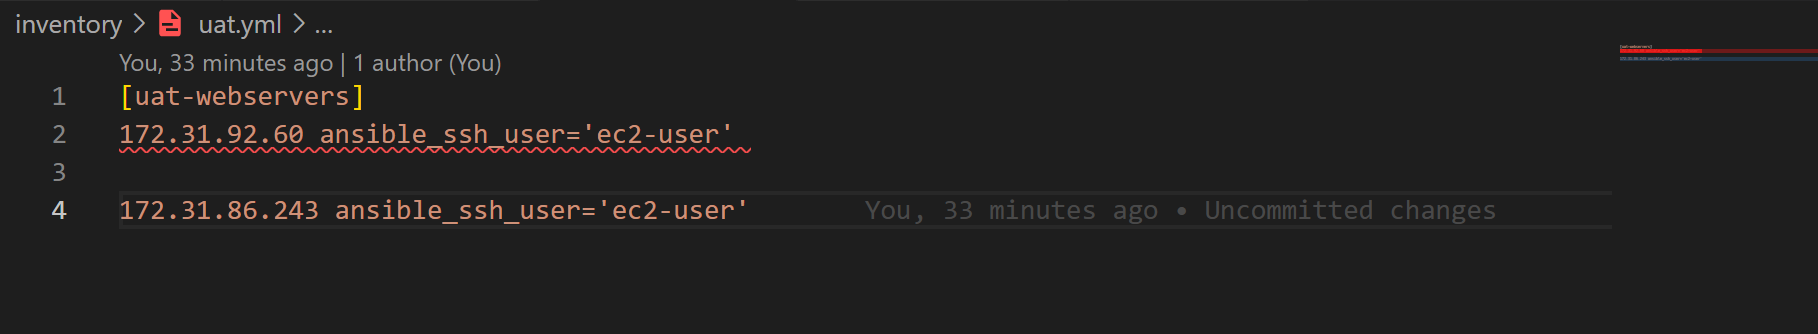 inventory > uat.yml > ...
You, 33 minutes ago | 1 author (You)
1 [uat-webservers]
2 172.31.92.60 ansible_ssh_user='ec2-user'
3
4 172.31.86.243 ansible_ssh_user='ec2-user' You, 33 minutes ago • Uncommitted changes